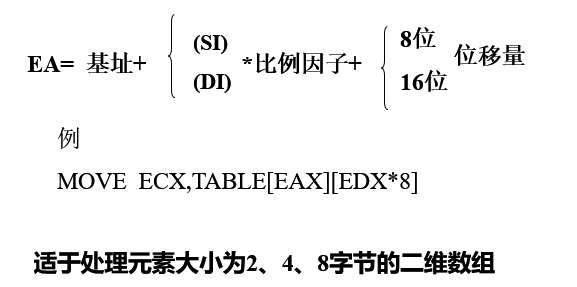 EA= 基址+ { (SI) (DI) *比例因子+ { 8位 16位 位移量
例
MOVE ECX,TABLE[EAX][EDX*8]
适于处理元素大小为2、4、8字节的二维数组